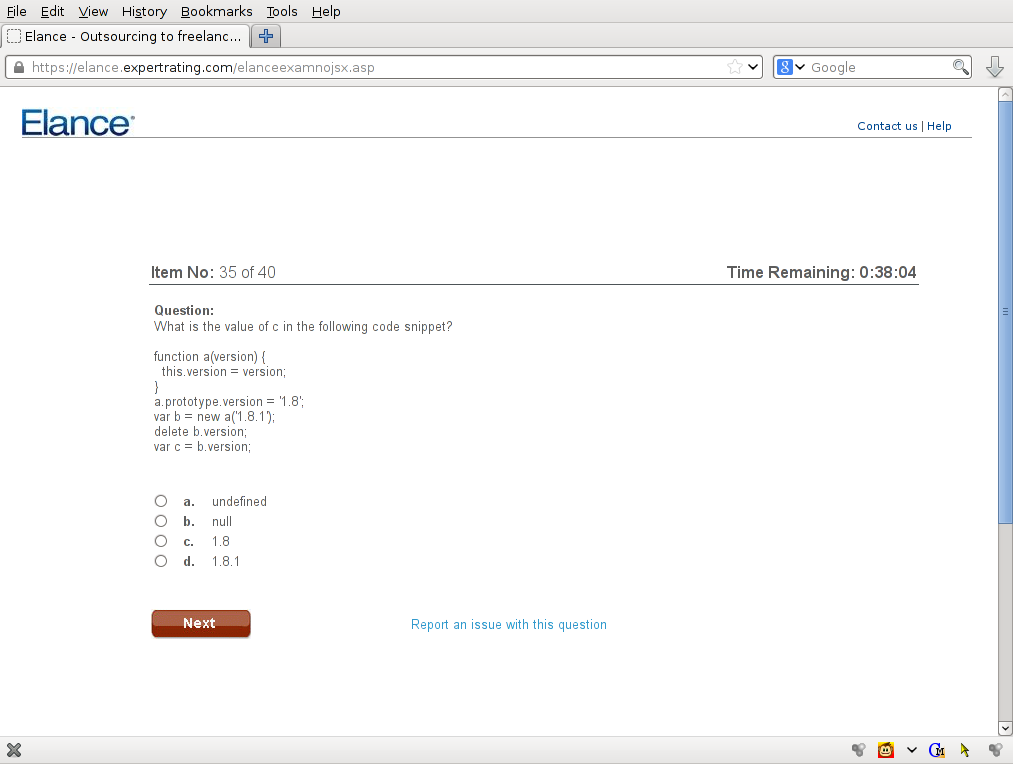 File Edit View History Bookmarks Tools Help
Elance - Outsourcing to freelanc...
https://elance.expertrating.com/elanceexamnojsx.asp
8 Google
Elance
Contact us | Help
Item No: 35 of 40 Time Remaining: 0:38:04
Question:
What is the value of c in the following code snippet?
function a(version) {
this.version = version;
}
a.prototype.version = '1.8';
var b = new a('1.8.1');
delete b.version;
var c = b.version;
a. undefined
b. null
c. 1.8
d. 1.8.1
Next Report an issue with this question